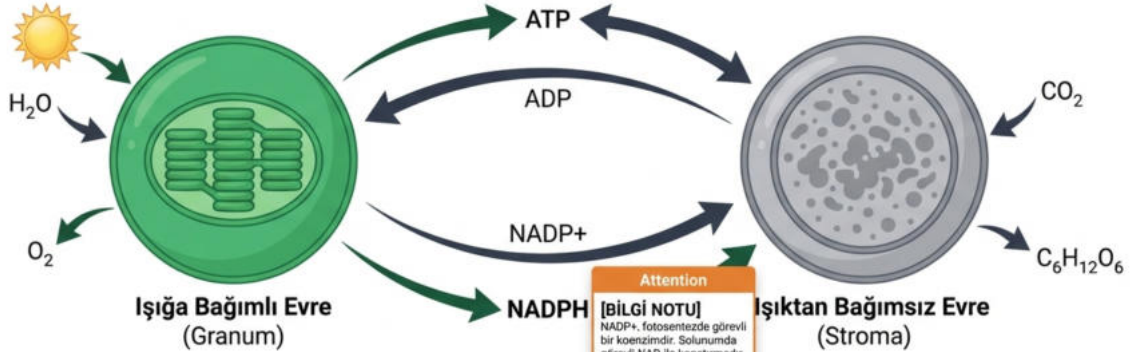 ATP
H₂O
ADP
CO₂
O₂
NADP+
C₆H₁₂O₆
Attention
Işığa Bağımlı Evre
(Granum)
NADPH
[BİLGİ NOTU]
NADP+, fotosentezde görevli
bir koenzimdir. Solunumda
Işıktan Bağımsız Evre
(Stroma)